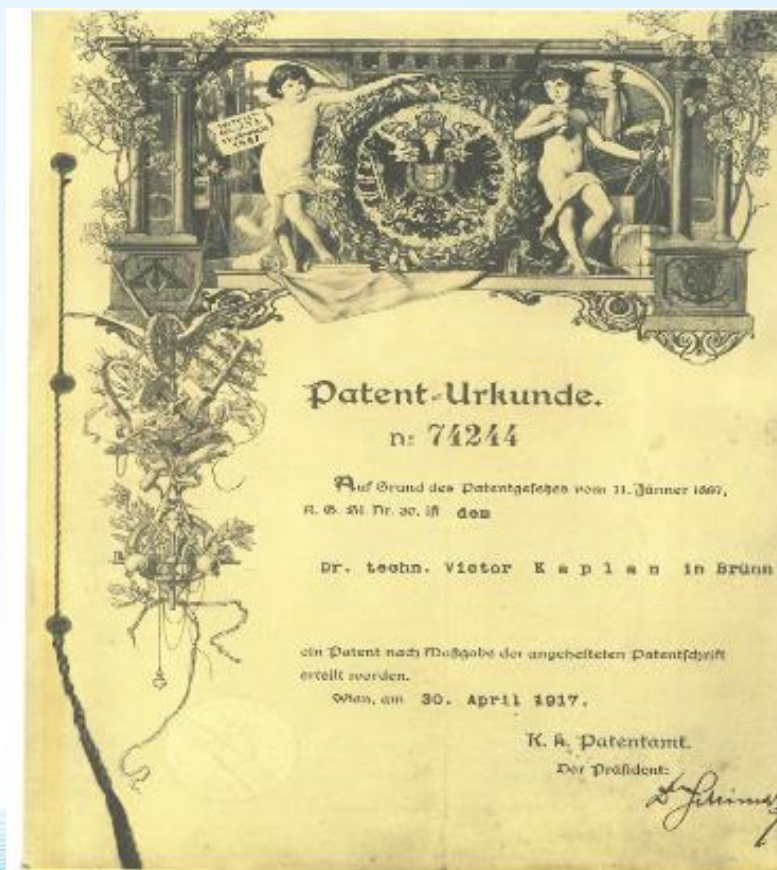 Patent-Urkunde.
Nr. 74244
Auf Grund des Patentgesetzes vom 11. Jänner 1897,
R. G. Bl. Nr. 30. ist dem
Dr. techn. Victor Kaplan in Brünn
ein Patent nach Maßgabe der angehefteten Patentschrift
erteilt worden.
Wien, am 30. April 1917.
K. k. Patentamt.
Der Präsident: